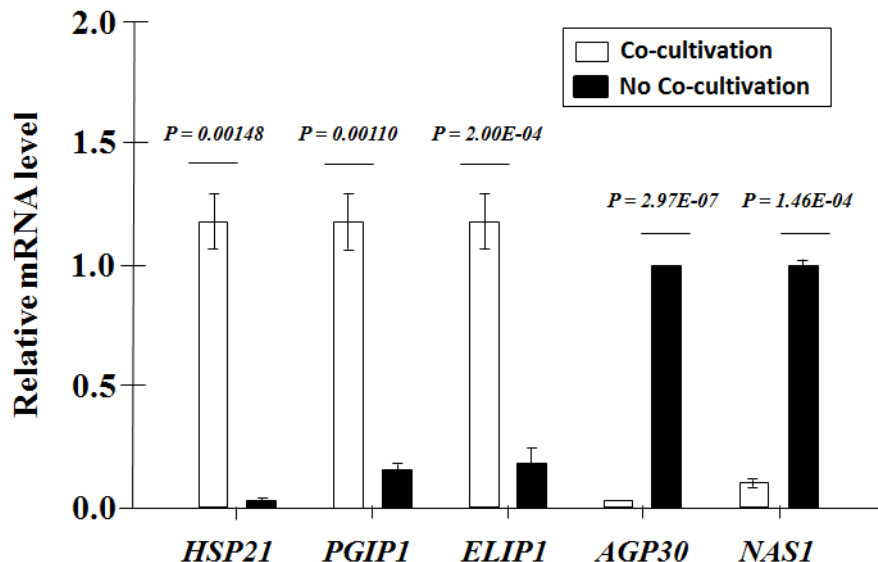 2.0
Co-cultivation
No Co-cultivation
1.5
P = 0.00148 P = 0.00110 P = 2.00E-04
P = 2.97E-07 P = 1.46E-04
1.0
0.5
0.0
Relative mRNA level
HSP21 PGIP1 ELIP1 AGP30 NAS1